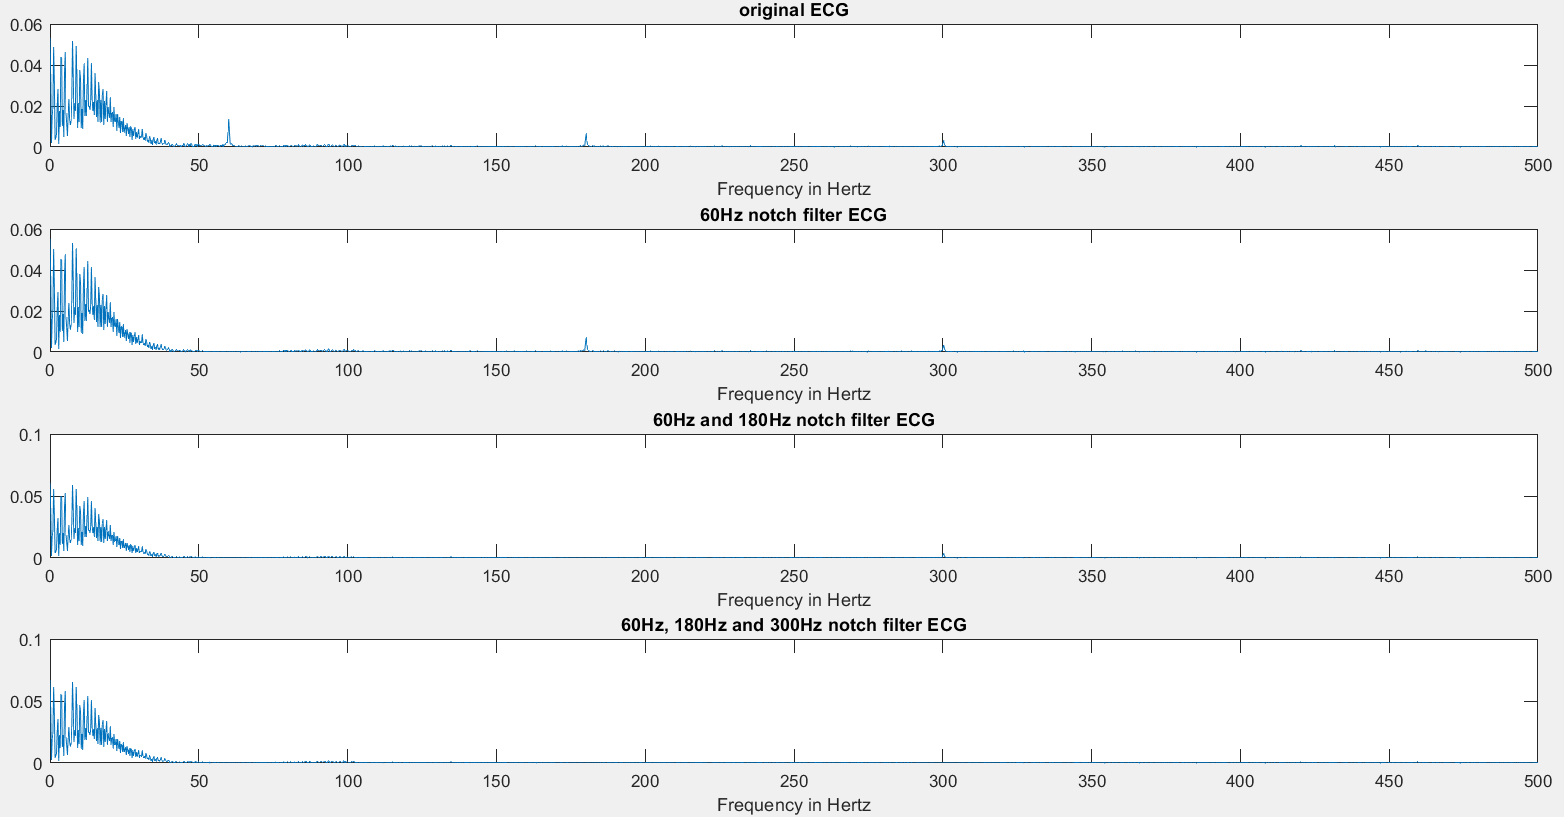 original ECG
0.06
0.04
0.02
0
0 50 100 150 200 250 300 350 400 450 500
Frequency in Hertz
60Hz notch filter ECG
0.06
0.04
0.02
0
0 50 100 150 200 250 300 350 400 450 500
Frequency in Hertz
60Hz and 180Hz notch filter ECG
0.1
0.05
0
0 50 100 150 200 250 300 350 400 450 500
Frequency in Hertz
60Hz, 180Hz and 300Hz notch filter ECG
0.1
0.05
0
0 50 100 150 200 250 300 350 400 450 500
Frequency in Hertz